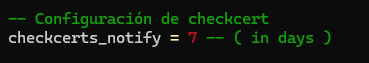 -- Configuración de checkcert
checkcerts_notify = 7 -- ( in days )